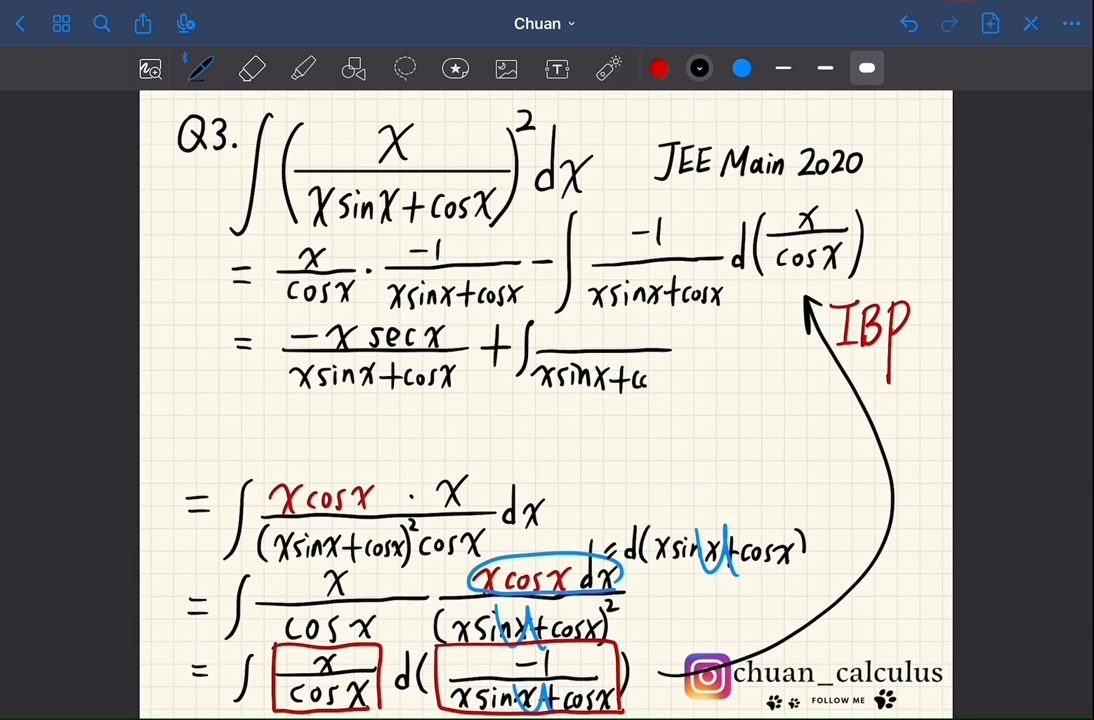 Chuan
Q3. ∫ (x / (x sin x + cos x))² dx JEE Main 2020
= x / cos x · -1 / (x sin x + cos x) - ∫ -1 / (x sin x + cos x) d(x / cos x)
IBP
= -x sec x / (x sin x + cos x) + ∫ / x sin x + co
= ∫ x cos x · x / ((x sin x + cos x)² cos x) dx
= d(x sin x + cos x)
= ∫ x / cos x x cos x dx / (x sin x + cos x)²
u
u
= ∫ x / cos x d( -1 / (x sin x + cos x) )
u
chuan_calculus
FOLLOW ME